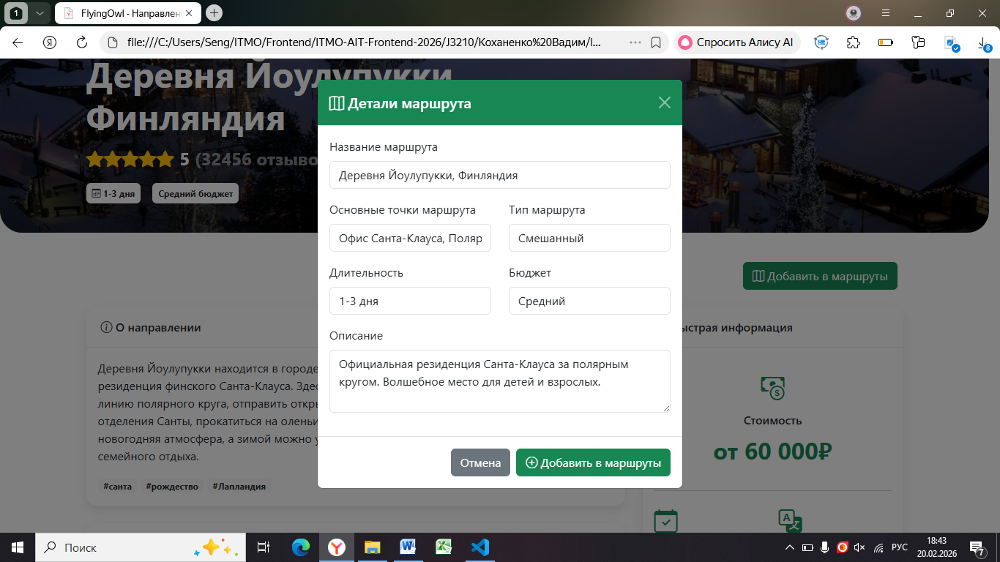 1
FlyingOwl - Направлен
file:///C:/Users/Seng/ITMO/Frontend/ITMO-AIT-Frontend-2026/J3210/Коханенко%20Вадим/l...
Спросить Алису AI
8
Деревня Йоулупукки
Финляндия
5 (32456 отзыво
1-3 дня
Средний бюджет
Детали маршрута
Название маршрута
Деревня Йоулупукки, Финляндия
Основные точки маршрута
Тип маршрута
Офис Санта-Клауса, Поляр
Смешанный
Длительность
Бюджет
1-3 дня
Средний
Описание
Официальная резиденция Санта-Клауса за полярным
кругом. Волшебное место для детей и взрослых.
Отмена
Добавить в маршруты
Добавить в маршруты
О направлении
Деревня Йоулупукки находится в городе
резиденция финского Санта-Клауса. Здес
линию полярного круга, отправить откры
отделения Санты, прокатиться на олень
новогодняя атмосфера, а зимой можно у
семейного отдыха.
#санта
#рождество
#Лапландия
ыстрая информация
Стоимость
от 60 000₽
Поиск
РУС
18:43
20.02.2026
7